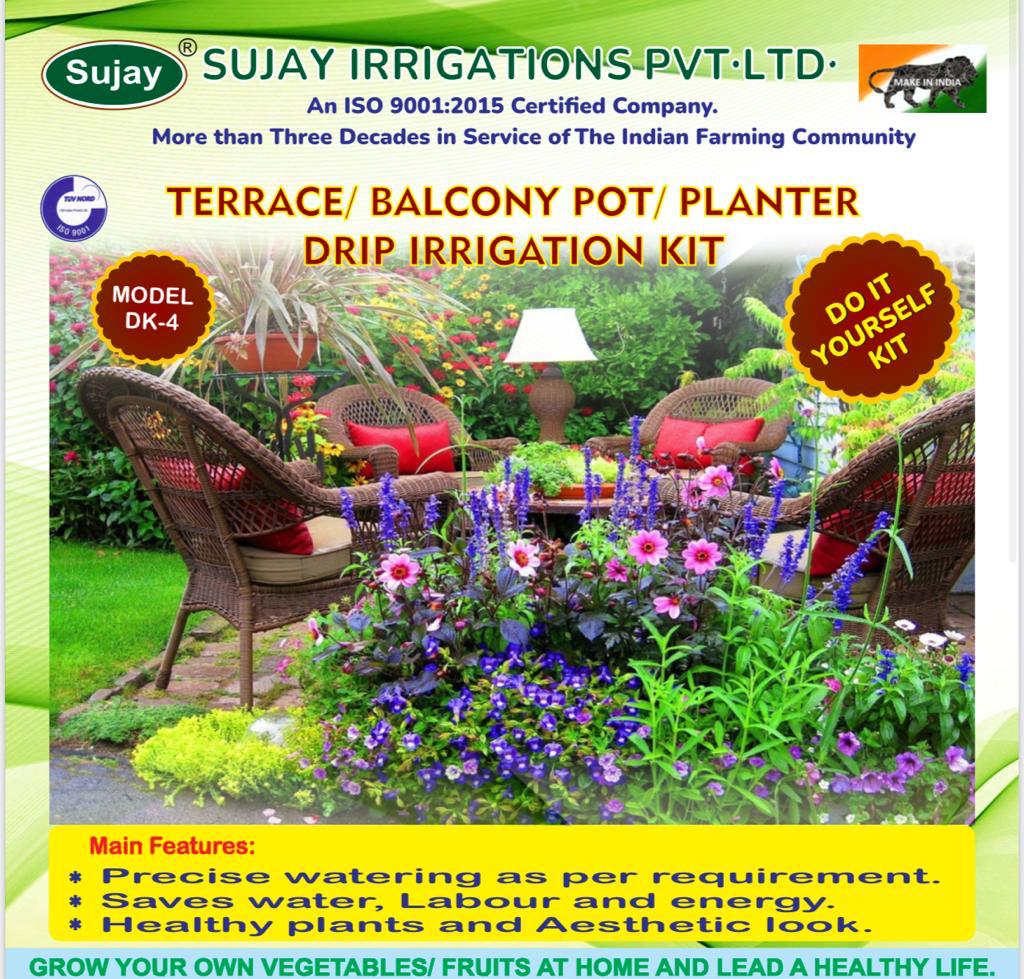 Sujay
®
SUJAY IRRIGATIONS PVT·LTD·
An ISO 9001:2015 Certified Company.
More than Three Decades in Service of The Indian Farming Community
MAKE IN INDIA
TUV NORD
ISO 9001
TERRACE/ BALCONY POT/ PLANTER
DRIP IRRIGATION KIT
MODEL
DK-4
DO IT
YOURSELF
KIT
Main Features:
* Precise watering as per requirement.
* Saves water, Labour and energy.
* Healthy plants and Aesthetic look.
GROW YOUR OWN VEGETABLES/ FRUITS AT HOME AND LEAD A HEALTHY LIFE.